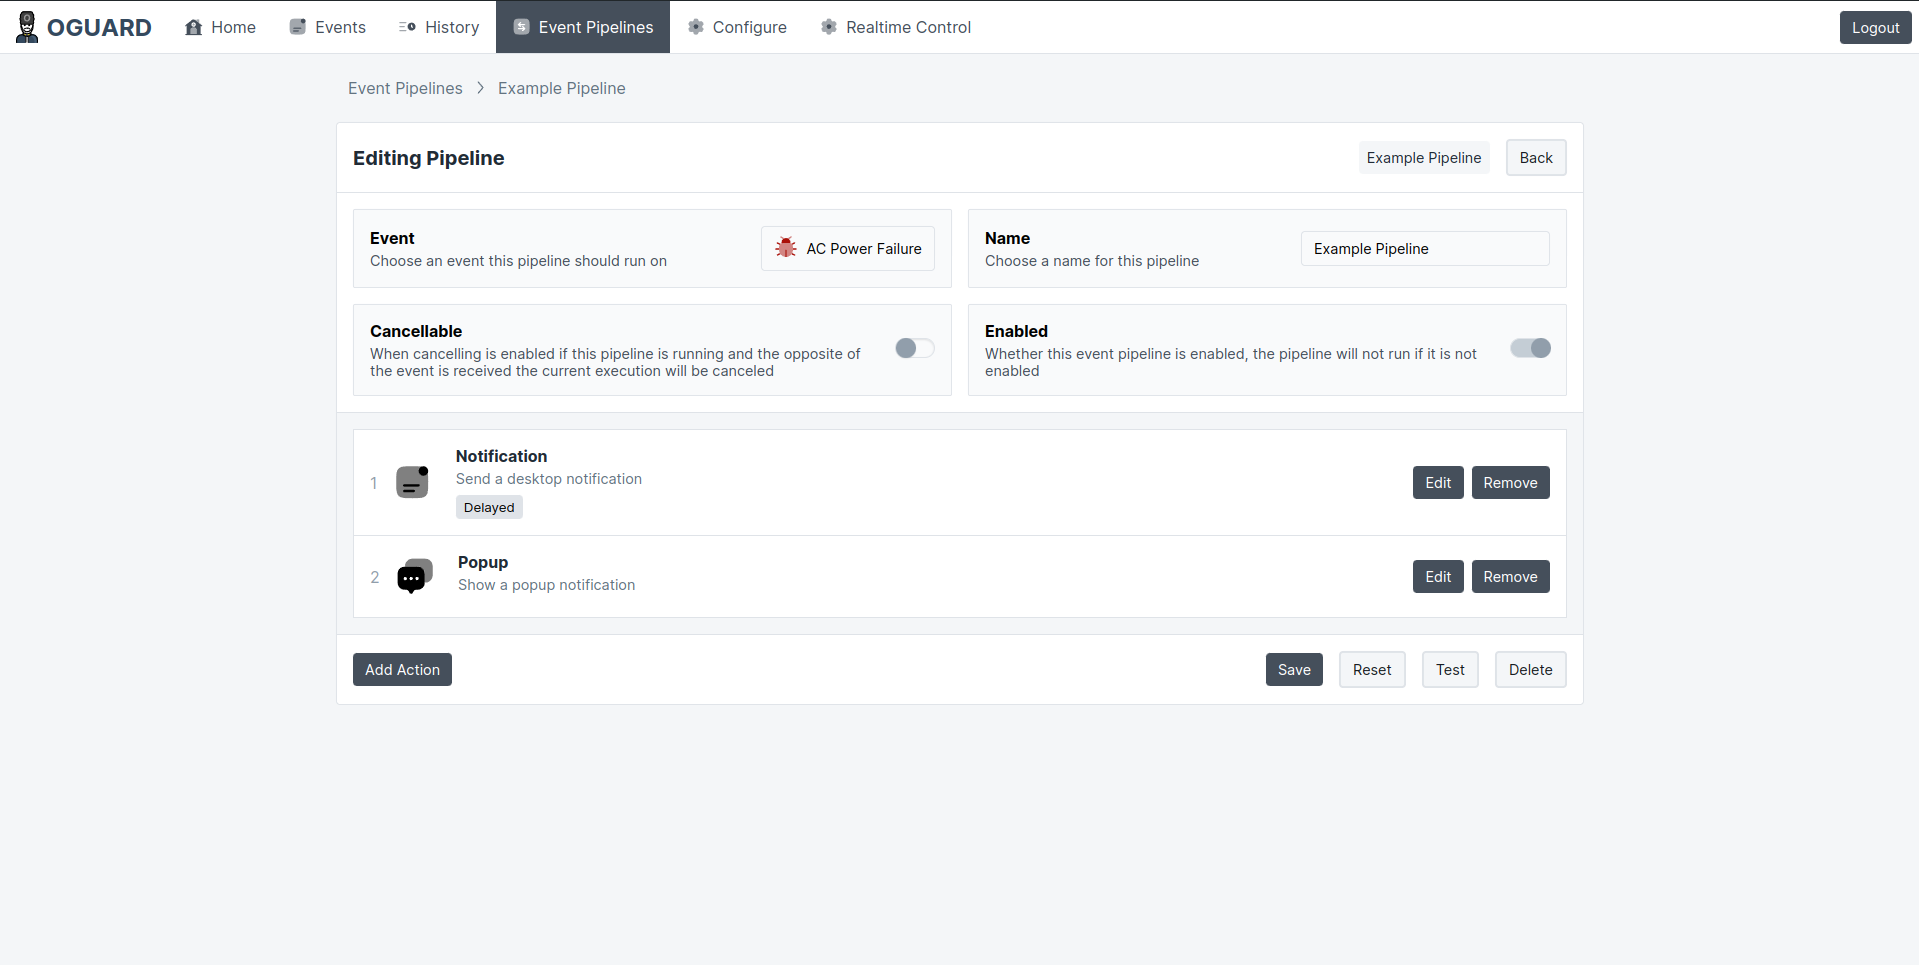 OGUARD Home Events History Event Pipelines Configure Realtime Control Logout
Event Pipelines Example Pipeline
Editing Pipeline
Example Pipeline Back
Event
Choose an event this pipeline should run on
AC Power Failure
Name
Choose a name for this pipeline
Example Pipeline
Cancellable
When cancelling is enabled if this pipeline is running and the opposite of
the event is received the current execution will be canceled
Enabled
Whether this event pipeline is enabled, the pipeline will not run if it is not
enabled
1
Notification
Send a desktop notification
Delayed
Edit Remove
2
Popup
Show a popup notification
Edit Remove
Add Action Save Reset Test Delete